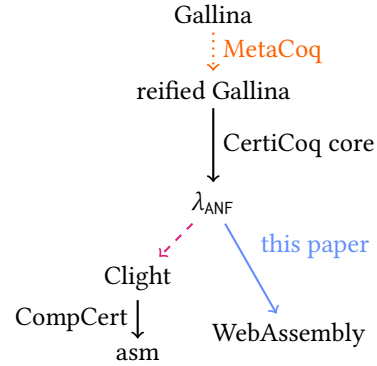 Gallina
MetaCoq
reified Gallina
CertiCoq core
λANF
this paper
Clight
CompCert
WebAssembly
asm